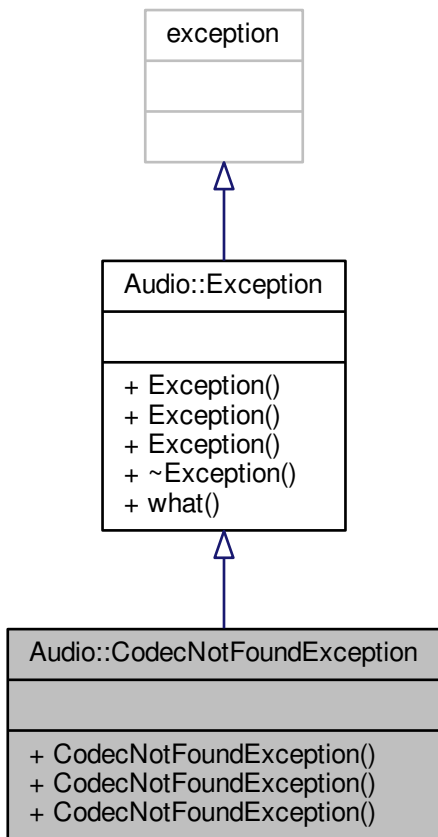 exception
Audio::Exception
+ Exception()
+ Exception()
+ Exception()
+ ~Exception()
+ what()
Audio::CodecNotFoundException
+ CodecNotFoundException()
+ CodecNotFoundException()
+ CodecNotFoundException()